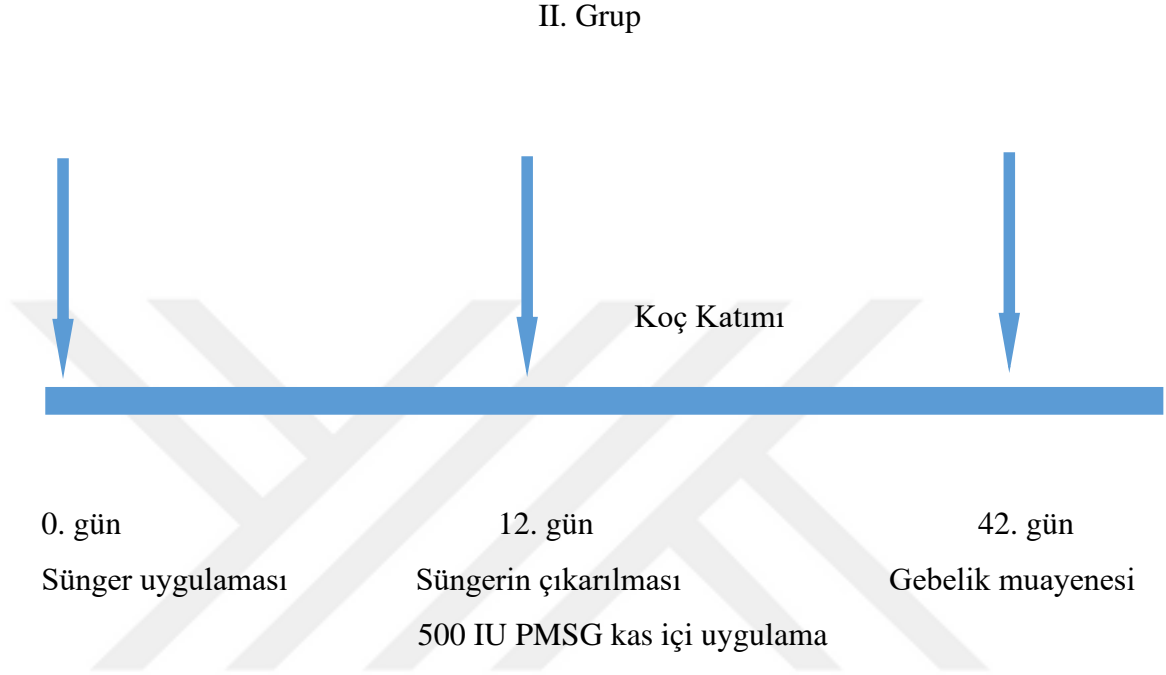 II. Grup
Koç Katımı
0. gün 12. gün 42. gün
Sünger uygulaması Süngerin çıkarılması Gebelik muayenesi
500 IU PMSG kas içi uygulama